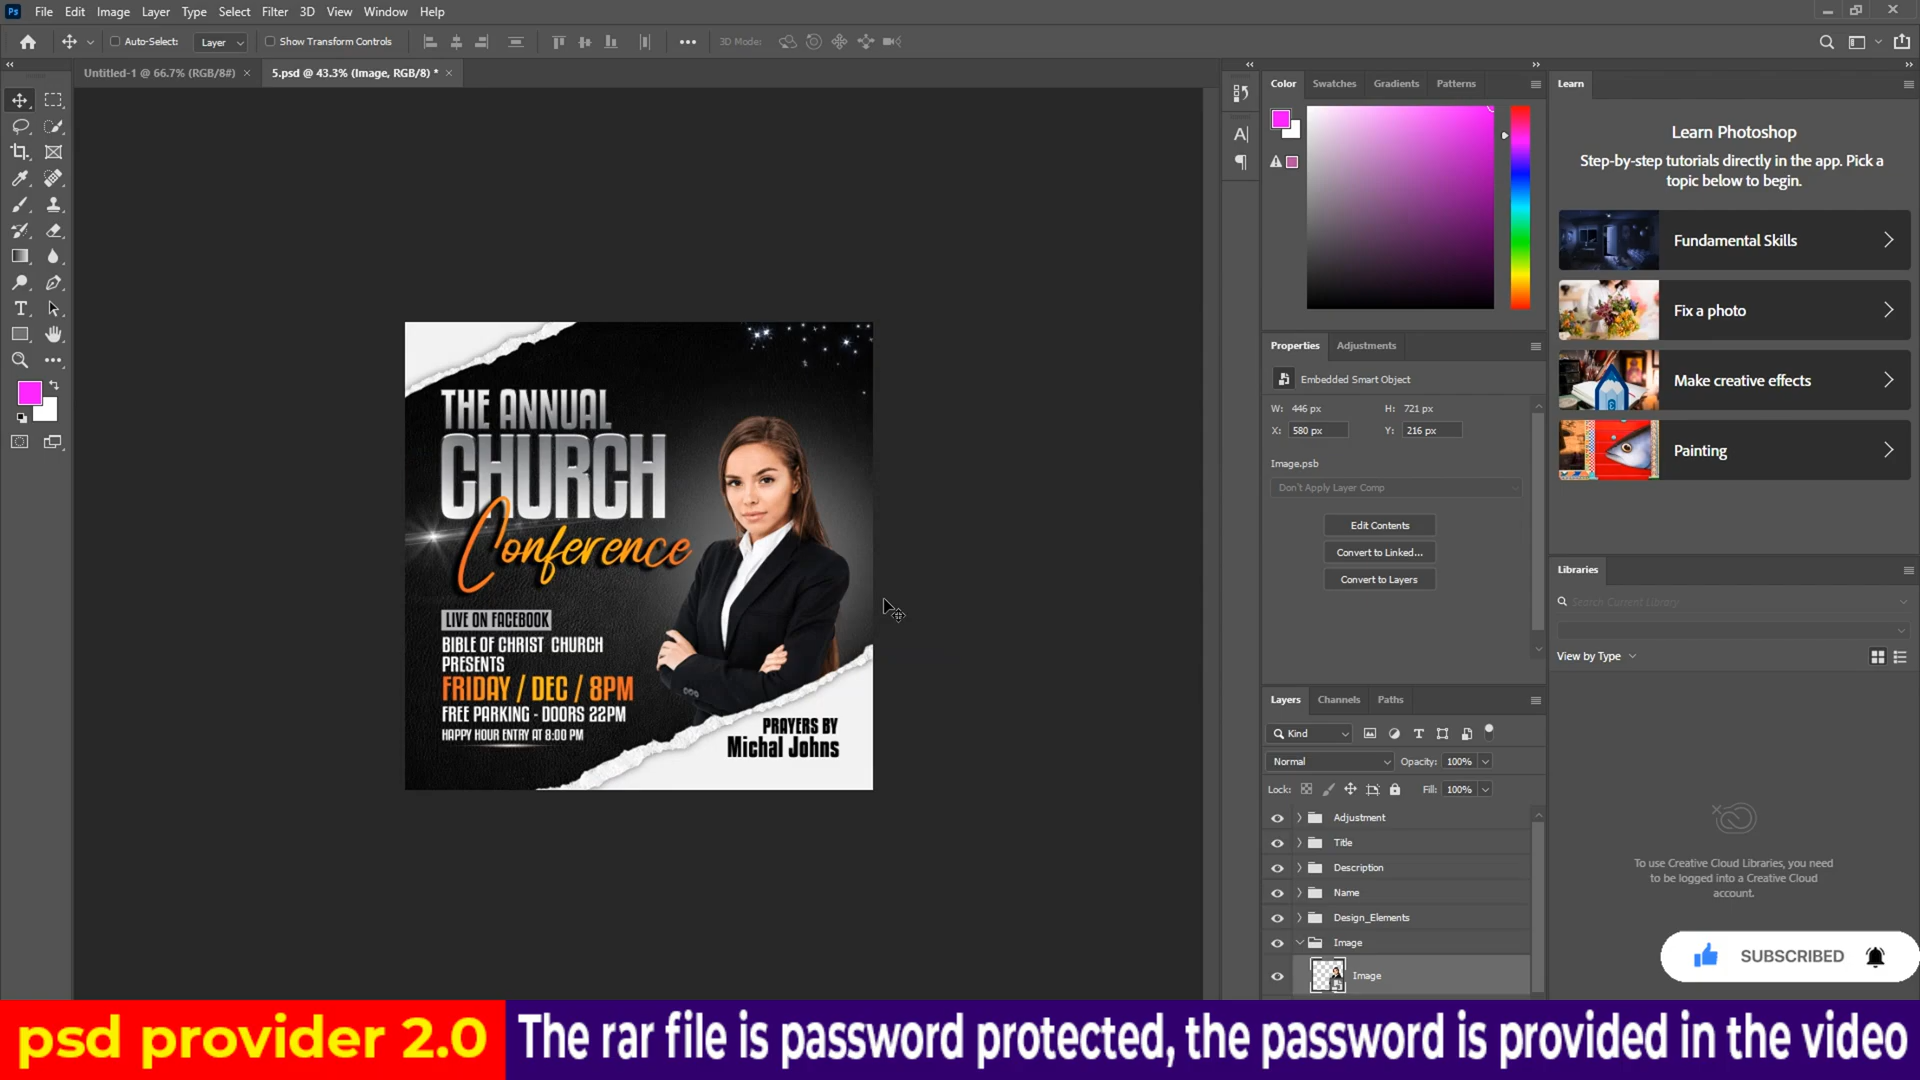 Ps File Edit Image Layer Type Select Filter 3D View Window Help
Auto-Select: Layer Show Transform Controls 3D Mode:
Untitled-1 @ 66.7% (RGB/8#) × 5.psd @ 43.3% (Image, RGB/8) * ×
Color Swatches Gradients Patterns
Learn
Learn Photoshop
Step-by-step tutorials directly in the app. Pick a
topic below to begin.
Fundamental Skills
Fix a photo
Make creative effects
Painting
Properties Adjustments
Embedded Smart Object
W: 446 px H: 721 px
X: 580 px Y: 216 px
Image.psb
Don't Apply Layer Comp
Edit Contents
Convert to Linked...
Convert to Layers
Libraries
Search Current Library
View by Type
To use Creative Cloud Libraries, you need
to be logged into a Creative Cloud
account.
Layers Channels Paths
Kind
Normal Opacity: 100%
Lock: Fill: 100%
Adjustment
Title
Description
Name
Design_Elements
Image
Image
THE ANNUAL
CHURCH
Conference
LIVE ON FACEBOOK
BIBLE OF CHRIST CHURCH
PRESENTS
FRIDAY / DEC / 8PM
FREE PARKING - DOORS 22PM
HAPPY HOUR ENTRY AT 8:00 PM
PRAYERS BY
Michal Johns
SUBSCRIBED
psd provider 2.0
The rar file is password protected, the password is provided in the video